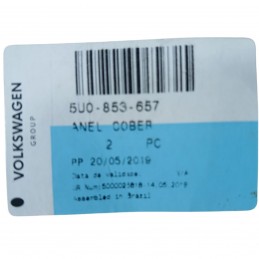 VOLKSWAGEN
GROUP
5U0-853-657
ANEL COBER
2 PC
PP 20/05/2019
Data de Validade: N/A
Assembled in Brazil